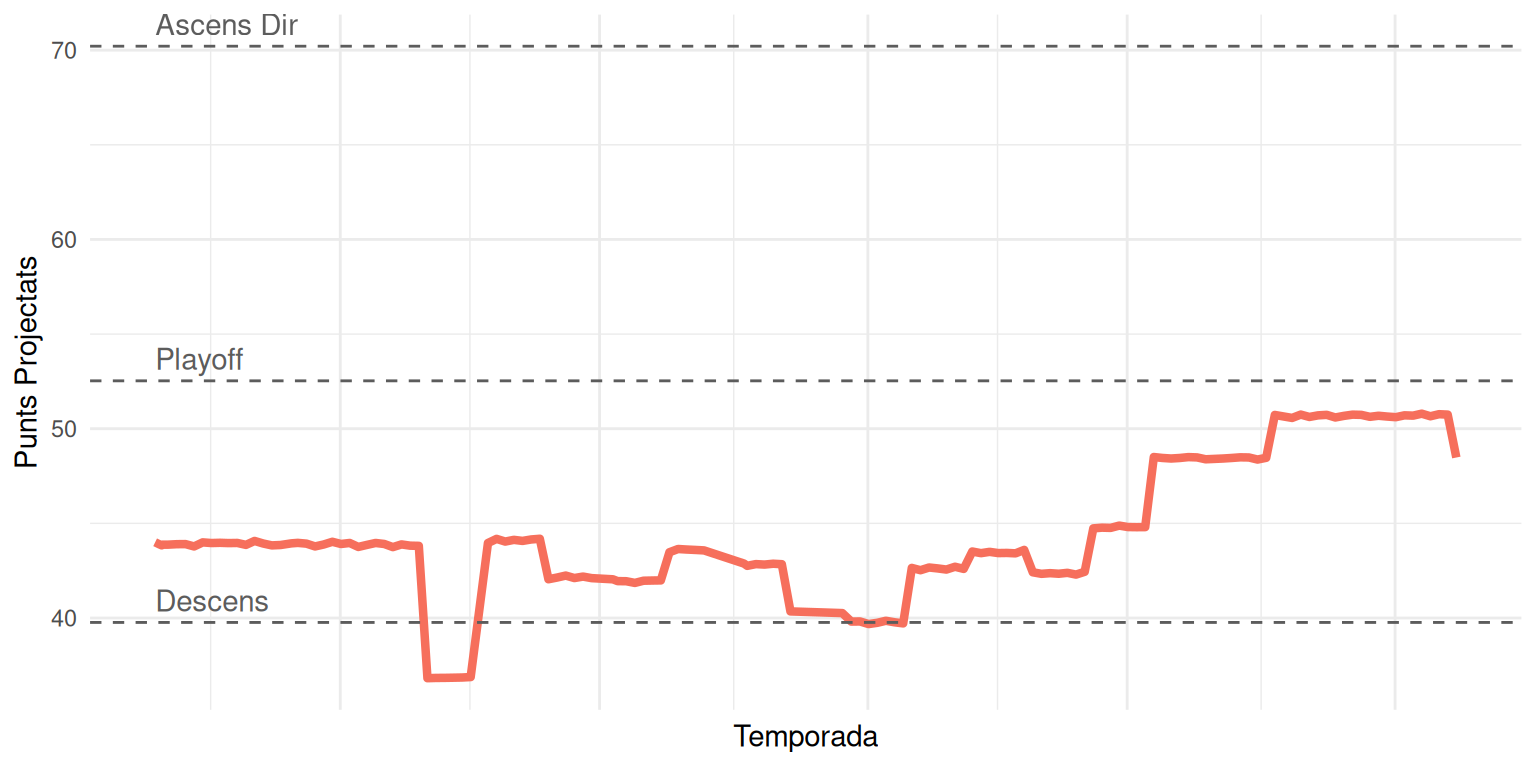 Ascens Dir
70
60
Playoff
50
Descens
40
Punts Projectats
Temporada